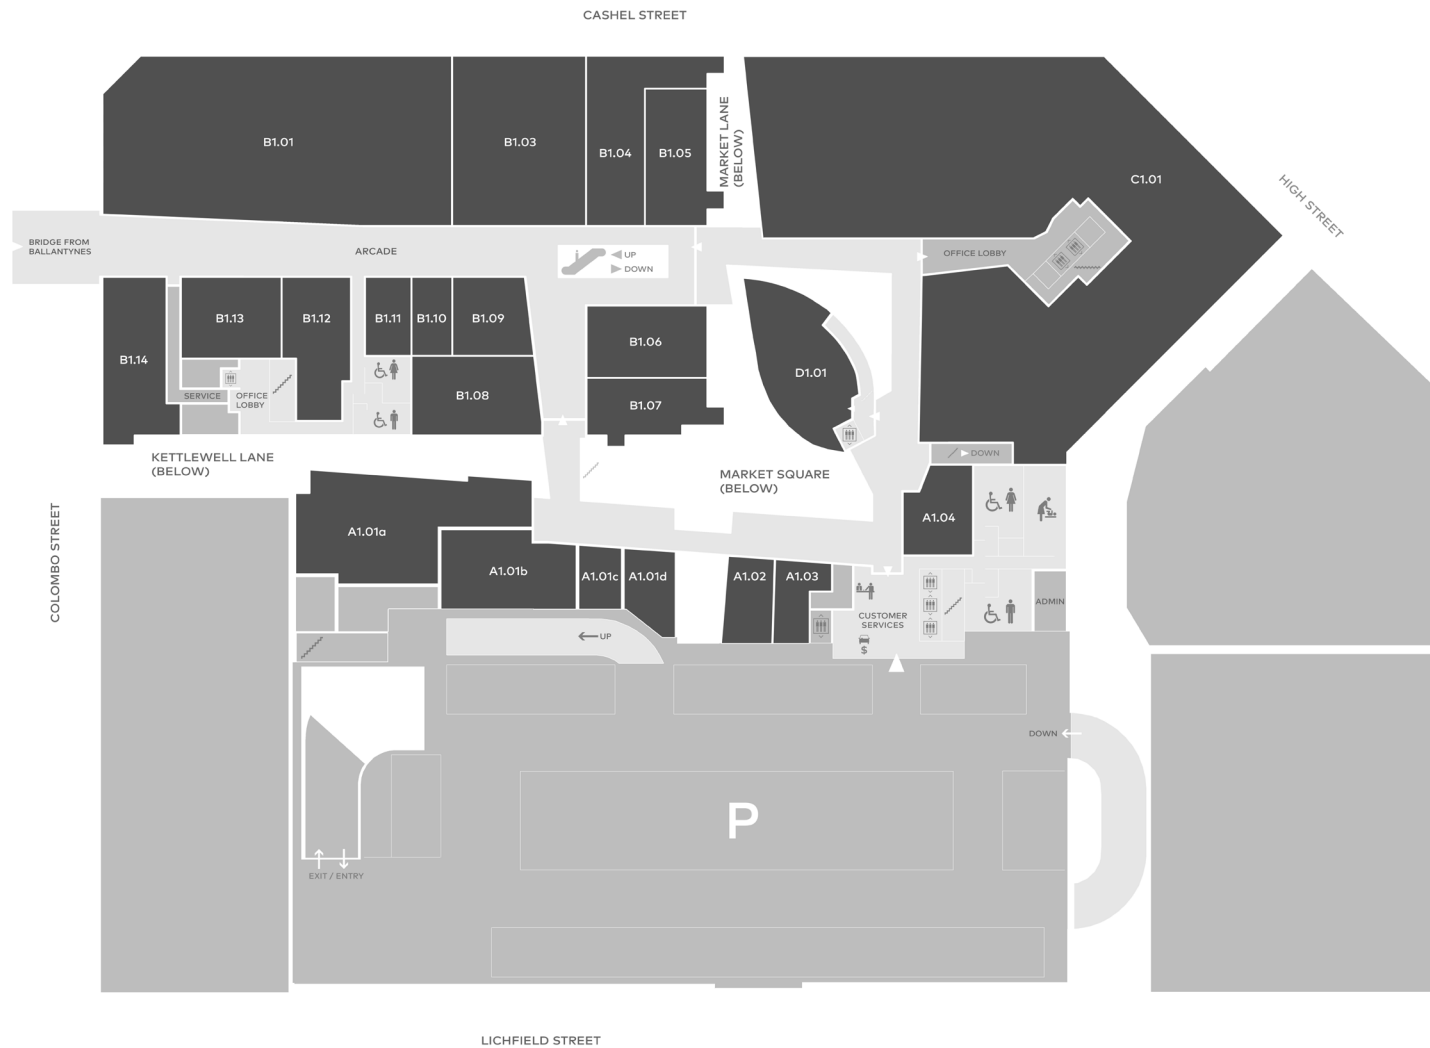 CASHEL STREET
B1.01
B1.03
B1.04
B1.05
MARKET LANE
(BELOW)
C1.01
HIGH STREET
BRIDGE FROM
BALLANTYNES
ARCADE
UP
DOWN
OFFICE LOBBY
B1.14
B1.13
B1.12
B1.11
B1.10
B1.09
B1.06
D1.01
SERVICE
OFFICE
LOBBY
B1.08
B1.07
KETTLEWELL LANE
(BELOW)
MARKET SQUARE
(BELOW)
DOWN
COLOMBO STREET
A1.01a
A1.04
A1.01b
A1.01c
A1.01d
A1.02
A1.03
CUSTOMER
SERVICES
$
ADMIN
UP
DOWN
P
EXIT / ENTRY
LICHFIELD STREET